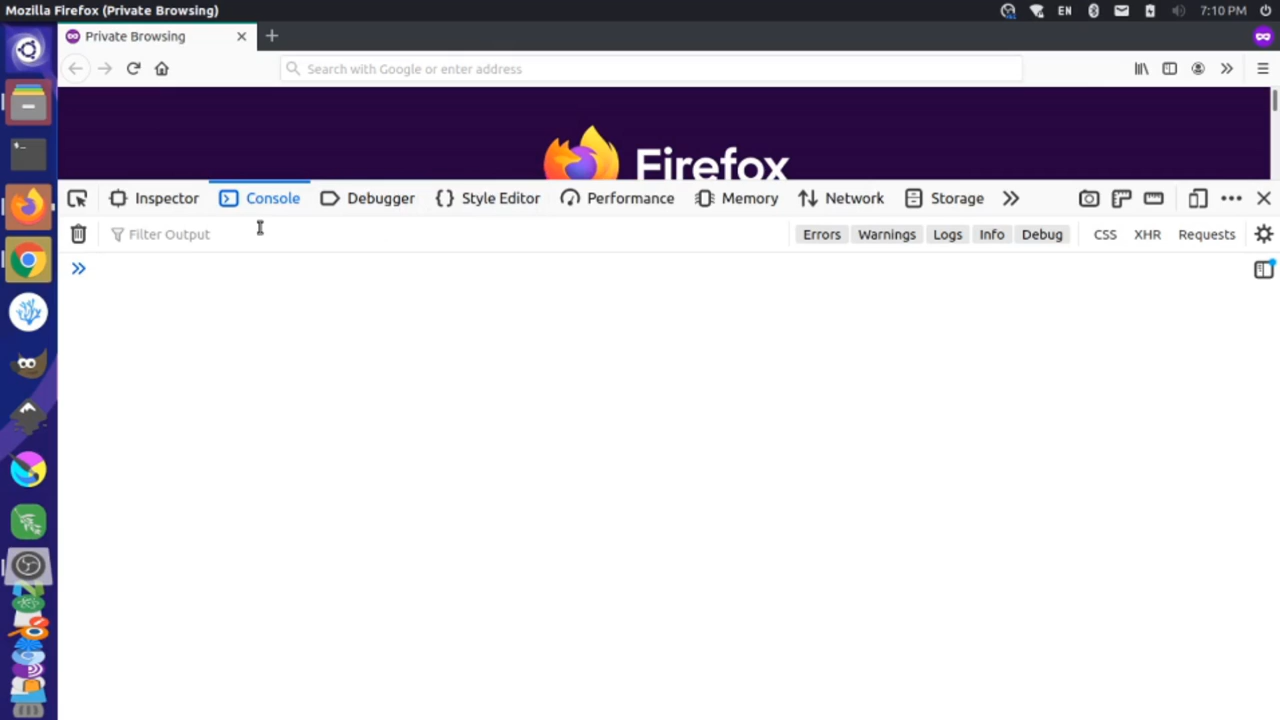 Mozilla Firefox (Private Browsing)
EN
7:10 PM
Private Browsing
Search with Google or enter address
Firefox
Inspector
Console
Debugger
Style Editor
Performance
Memory
Network
Storage
Filter Output
Errors
Warnings
Logs
Info
Debug
CSS
XHR
Requests